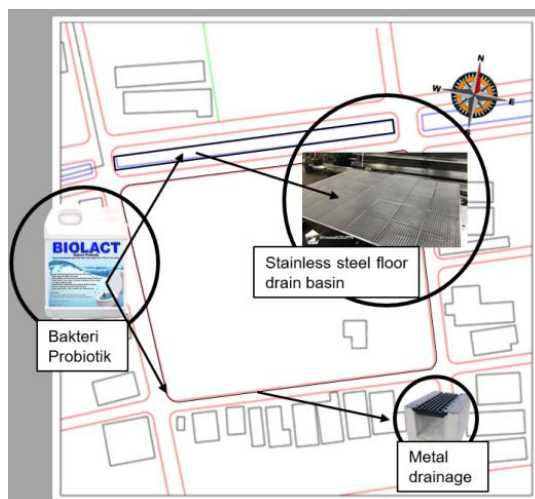 N
W
E
S
BIOLACT
Stainless steel floor
drain basin
Bakteri
Probiotik
Metal
drainage